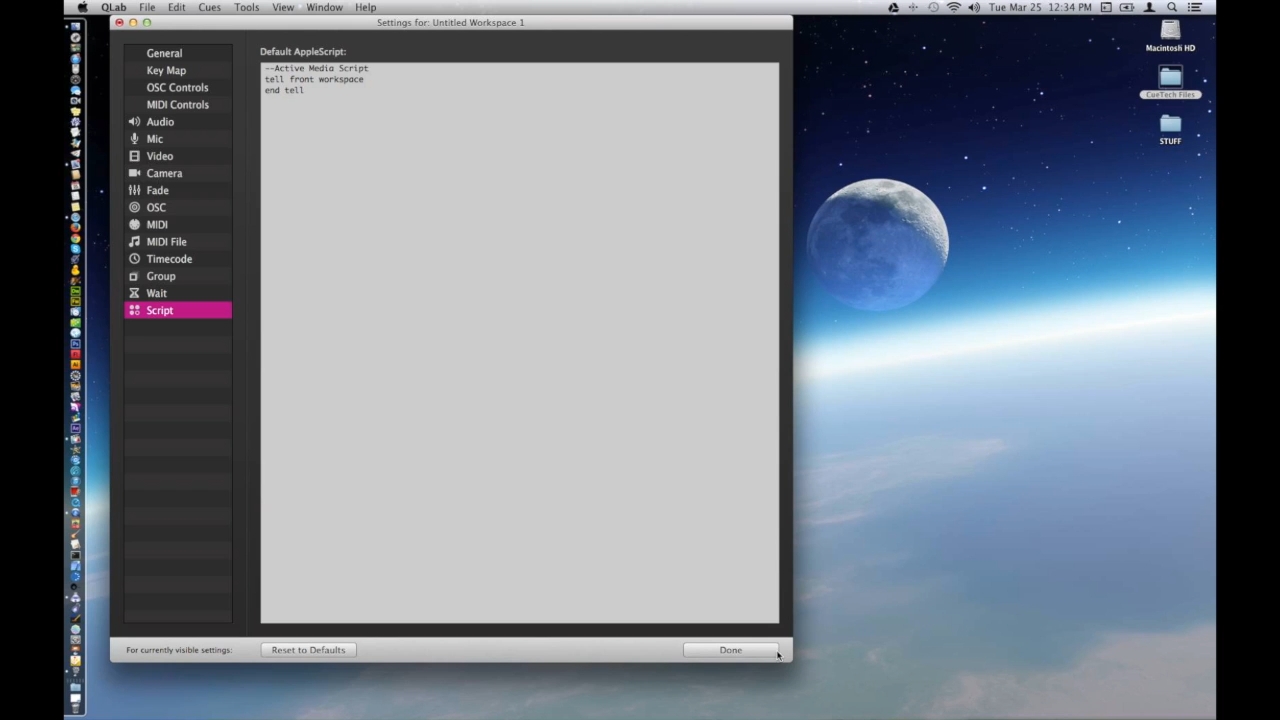 QLab File Edit Cues Tools View Window Help
Tue Mar 25 12:34 PM
Settings for: Untitled Workspace 1
Macintosh HD
CueTech Files
STUFF
General
Key Map
OSC Controls
MIDI Controls
Audio
Mic
Video
Camera
Fade
OSC
MIDI
MIDI File
Timecode
Group
Wait
Script
Default AppleScript:
--Active Media Script
tell front workspace
end tell
For currently visible settings:
Reset to Defaults
Done